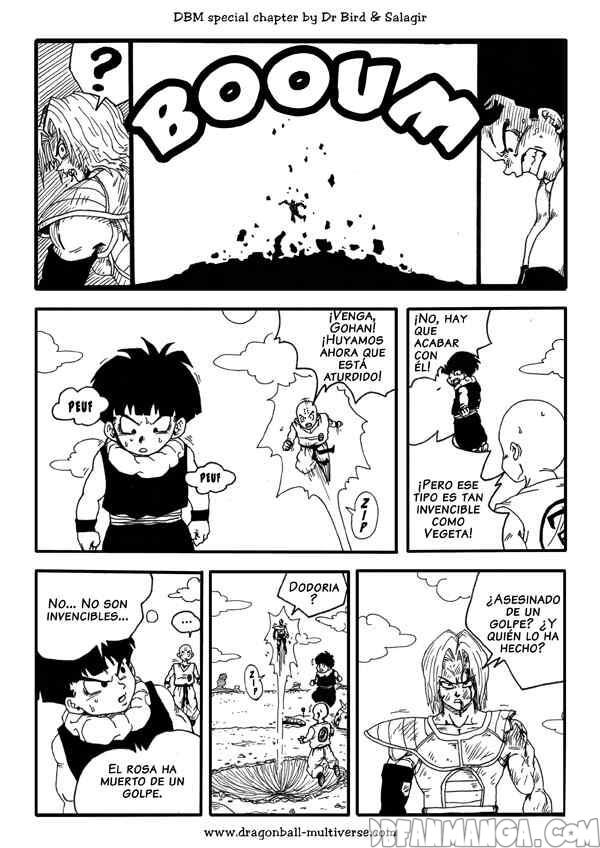 DBM special chapter by Dr Bird & Salagir
?
BOOUM
¡VENGA,
GOHAN!
¡HUYAMOS
AHORA QUE
ESTÁ
ATURDIDO!
PEUF
PEUF
ZIP
¡NO, HAY
QUE
ACABAR
CON
ÉL!
¡PERO ESE
TIPO ES TAN
INVENCIBLE
COMO
VEGETA!
NO... NO SON
INVENCIBLES...
...
EL ROSA HA
MUERTO DE UN
GOLPE.
DODORIA
?
ZIP
¿ASESINADO
DE UN
GOLPE? ¿Y
QUIÉN LO HA
HECHO?
www.dragonball-multiverse.com
DBFANMANGA.COM